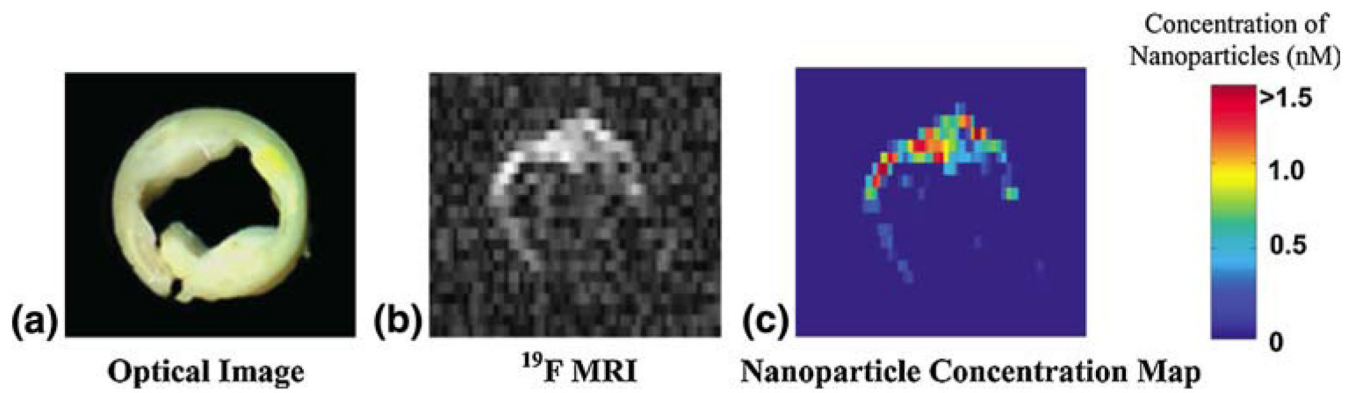 Concentration of
Nanoparticles (nM)
>1.5
1.0
0.5
0
(a)
(b)
(c)
Optical Image
¹⁹F MRI
Nanoparticle Concentration Map